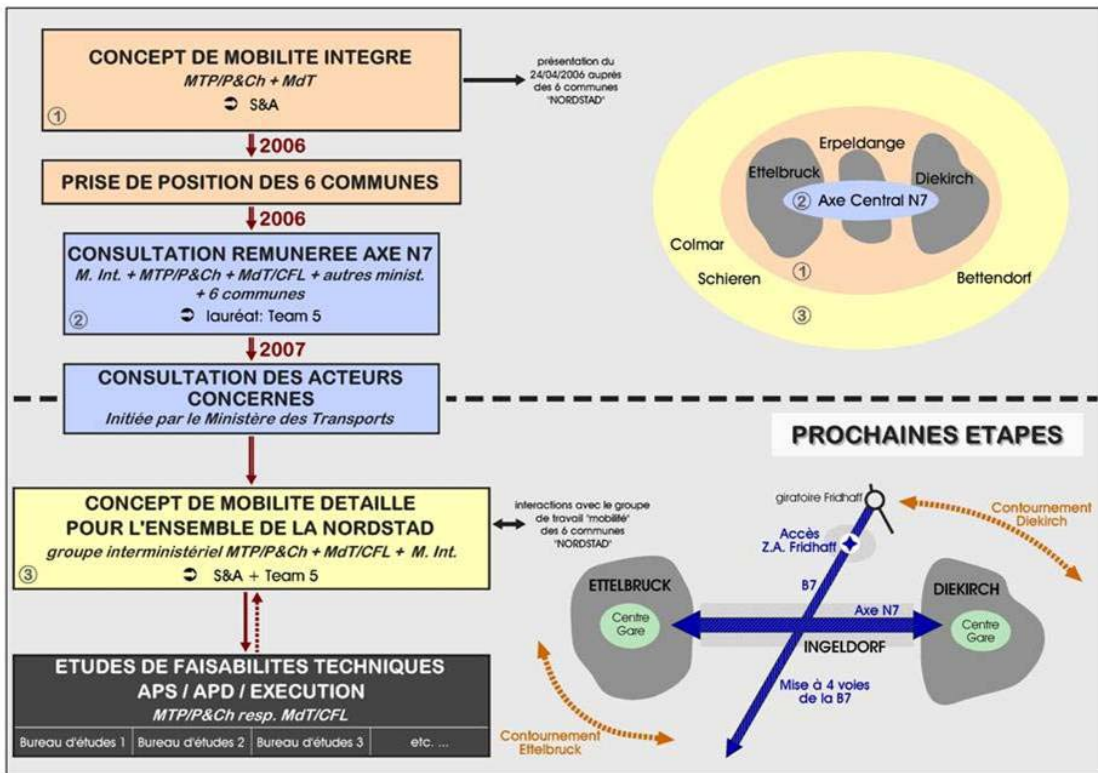 CONCEPT DE MOBILITE INTEGRE
MTP/P&Ch + MdT
➲ S&A
①
présentation du
24/04/2006 auprès
des 6 communes
"NORDSTAD"
2006
PRISE DE POSITION DES 6 COMMUNES
2006
CONSULTATION REMUNEREE AXE N7
M. Int. + MTP/P&Ch + MdT/CFL + autres minist.
+ 6 communes
➲ lauréat: Team 5
②
2007
CONSULTATION DES ACTEURS
CONCERNES
Initiée par le Ministère des Transports
Erpeldange
Ettelbruck
Diekirch
② Axe Central N7
Colmar
Schieren
①
Bettendorf
③
PROCHAINES ETAPES
CONCEPT DE MOBILITE DETAILLE
POUR L'ENSEMBLE DE LA NORDSTAD
groupe interministériel MTP/P&Ch + MdT/CFL + M. Int.
➲ S&A + Team 5
③
interactions avec le groupe
de travail "mobilité"
des 6 communes
"NORDSTAD"
ETUDES DE FAISABILITES TECHNIQUES
APS / APD / EXECUTION
MTP/P&Ch resp. MdT/CFL
Bureau d'études 1
Bureau d'études 2
Bureau d'études 3
etc. ...
giratoire Fridhaff
Contournement
Diekirch
Accès
Z.A. Fridhaff
B7
ETTELBRUCK
DIEKIRCH
Centre
Gare
Axe N7
Centre
Gare
INGELDORF
Mise à 4 voies
de la B7
Contournement
Ettelbruck